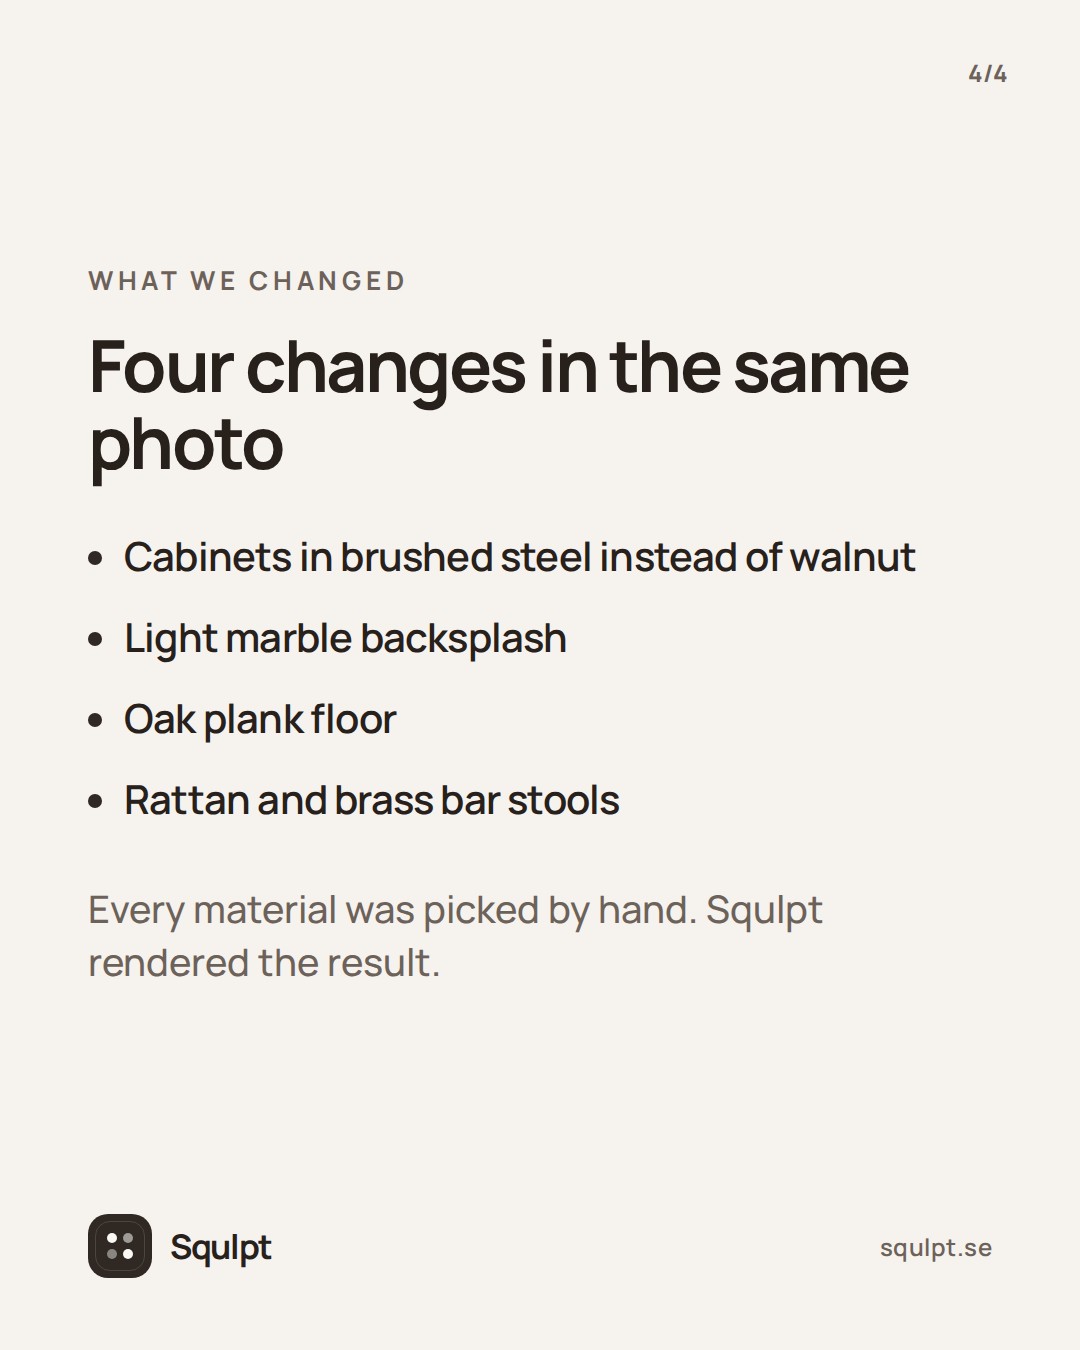 4/4
WHAT WE CHANGED
Four changes in the same
photo
• Cabinets in brushed steel instead of walnut
• Light marble backsplash
• Oak plank floor
• Rattan and brass bar stools
Every material was picked by hand. Squlpt
rendered the result.
Squlpt
squlpt.se